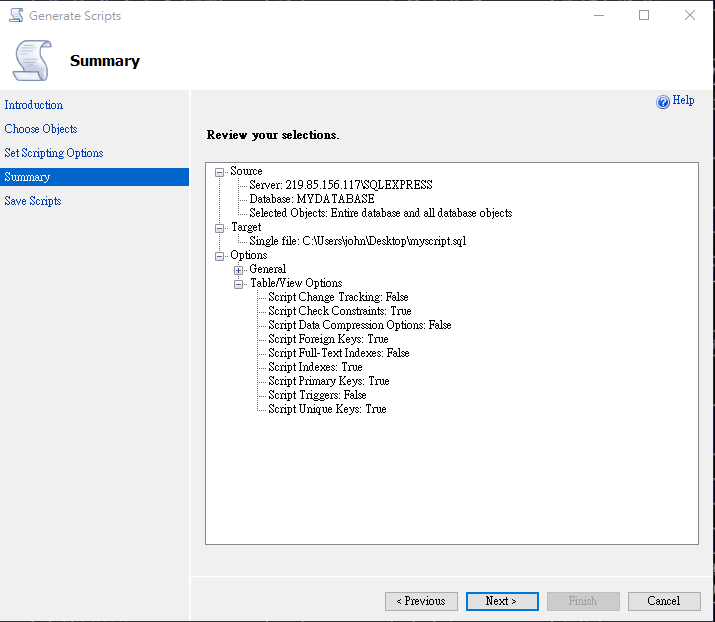 Generate Scripts
Summary
Introduction
Choose Objects
Set Scripting Options
Summary
Save Scripts
Help
Review your selections.
Source
Server: 219.85.156.117\SQLEXPRESS
Database: MYDATABASE
Selected Objects: Entire database and all database objects
Target
Single file: C:\Users\john\Desktop\myscript.sql
Options
General
Table/View Options
Script Change Tracking: False
Script Check Constraints: True
Script Data Compression Options: False
Script Foreign Keys: True
Script Full-Text Indexes: False
Script Indexes: True
Script Primary Keys: True
Script Triggers: False
Script Unique Keys: True
< Previous
Next >
Finish
Cancel